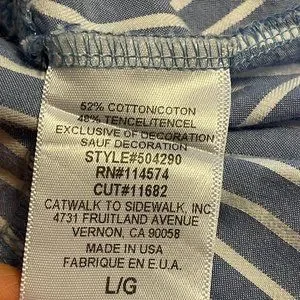 52% COTTON/COTON
48% TENCEL/TENCEL
EXCLUSIVE OF DECORATION
SAUF DECORATION
STYLE#504290
RN#114574
CUT#11682
CATWALK TO SIDEWALK, INC
4731 FRUITLAND AVENUE
VERNON, CA 90058
MADE IN USA
FABRIQUE EN E.U.A.
L/G